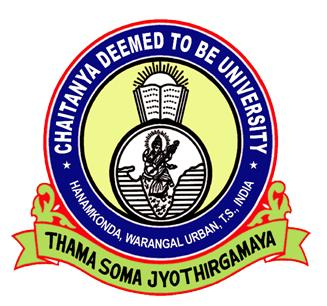 CHAITANYA DEEMED TO BE UNIVERSITY
HANAMKONDA, WARANGAL URBAN, T.S., INDIA
THAMA SOMA JYOTHIRGAMAYA